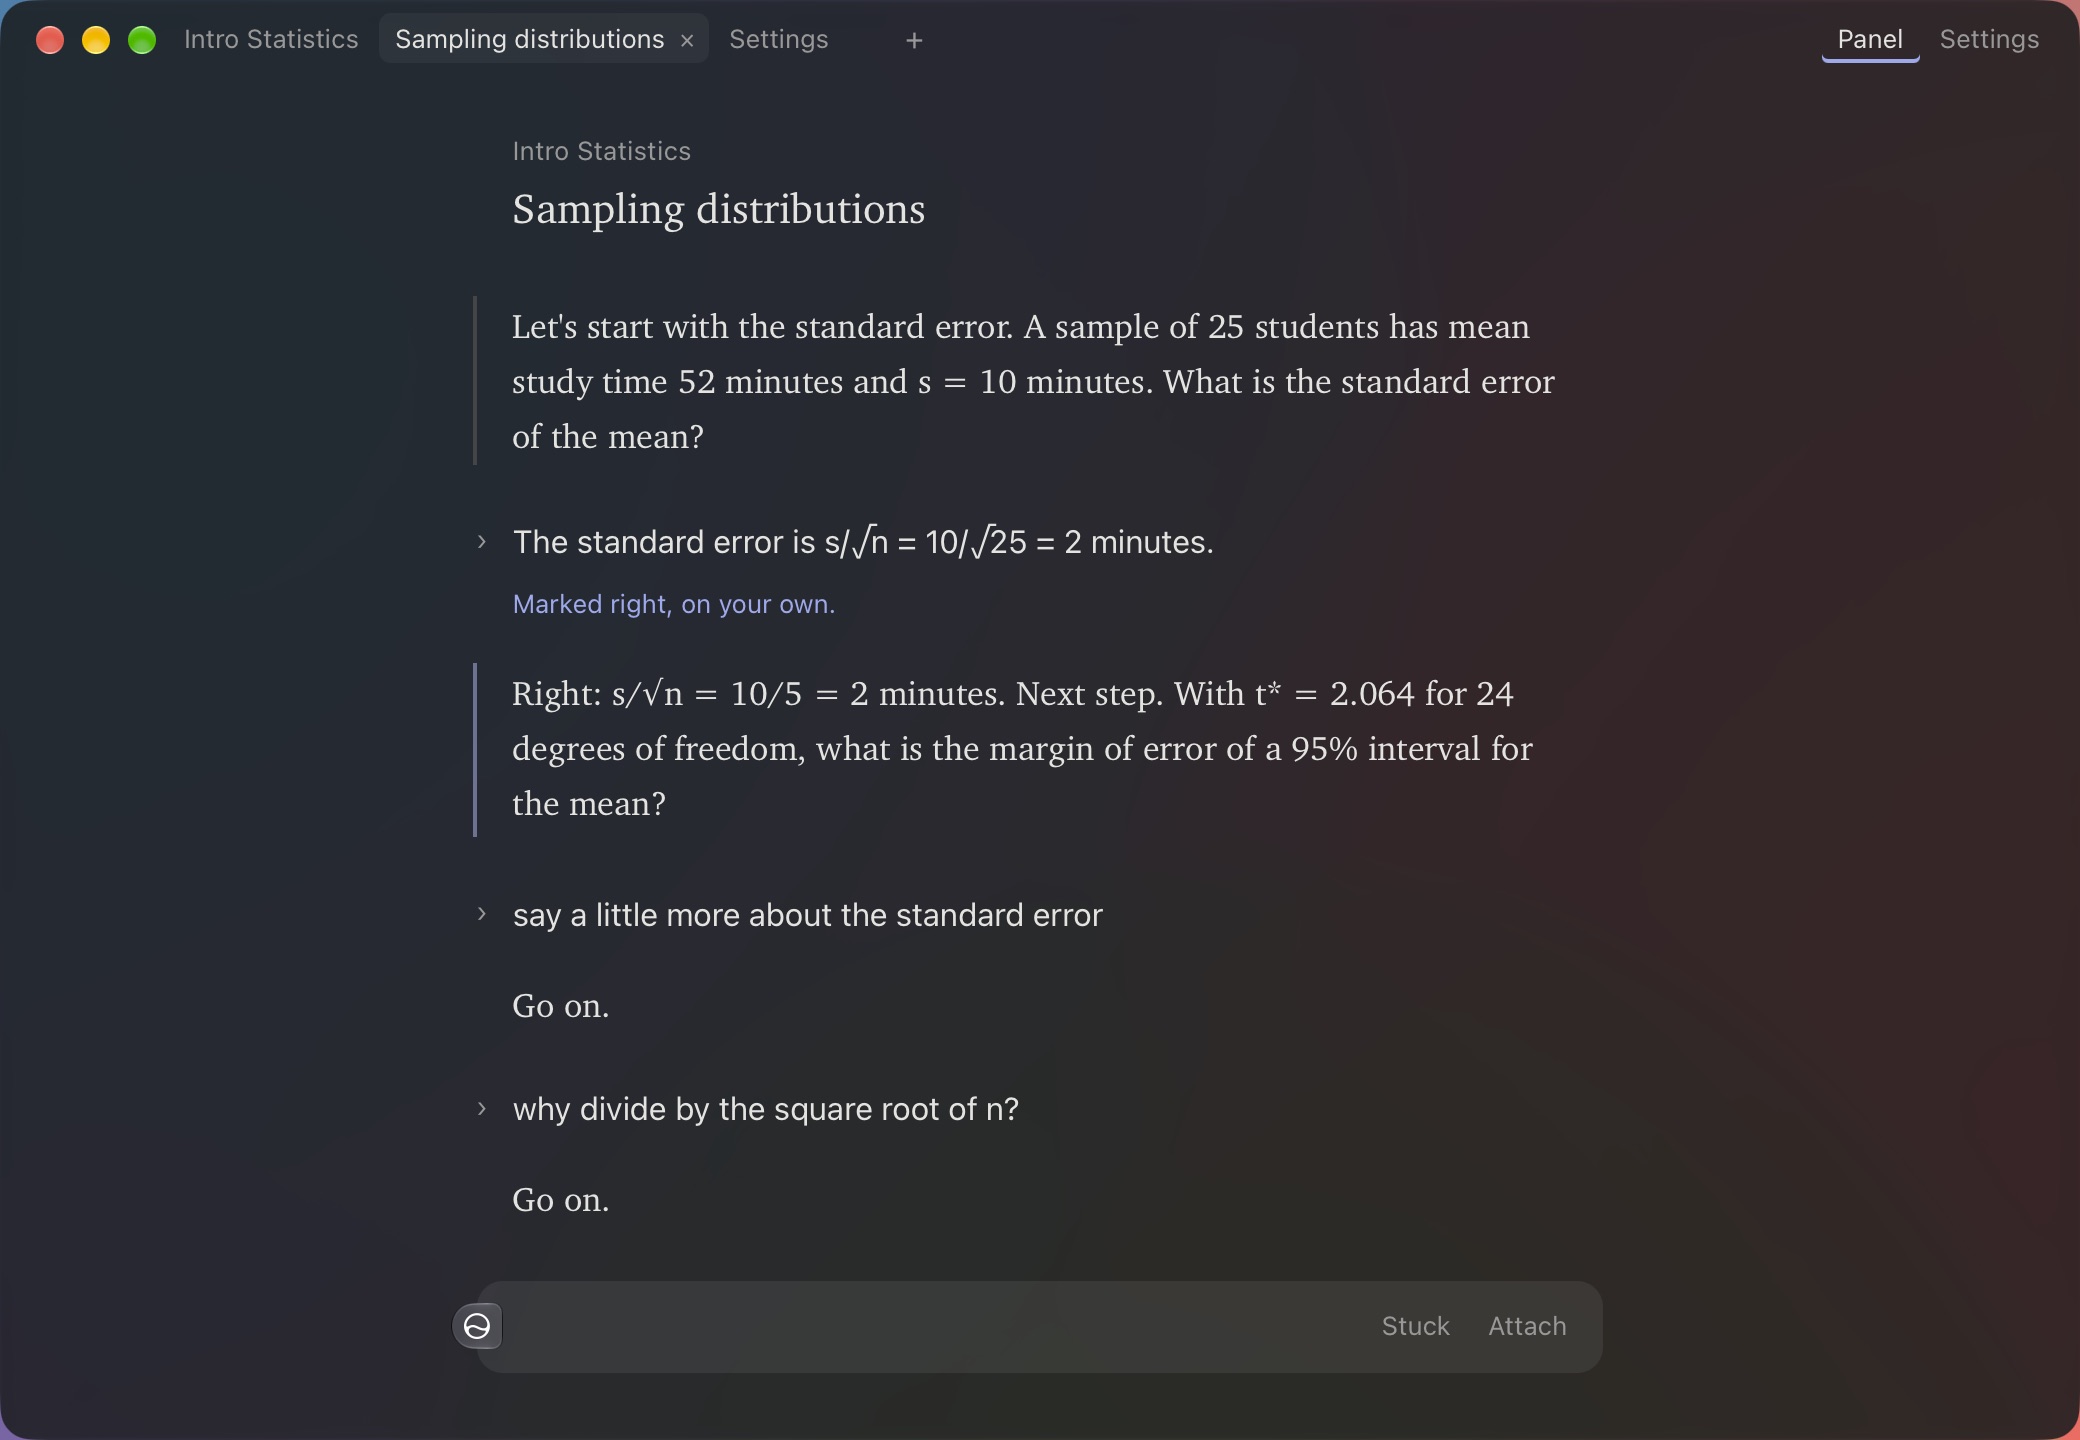 Intro Statistics
Sampling distributions ×
Settings
+
Panel
Settings
Intro Statistics
Sampling distributions
Let's start with the standard error. A sample of 25 students has mean
study time 52 minutes and s = 10 minutes. What is the standard error
of the mean?
› The standard error is s/√n = 10/√25 = 2 minutes.
Marked right, on your own.
Right: s/√n = 10/5 = 2 minutes. Next step. With t* = 2.064 for 24
degrees of freedom, what is the margin of error of a 95% interval for
the mean?
› say a little more about the standard error
Go on.
› why divide by the square root of n?
Go on.
Stuck
Attach